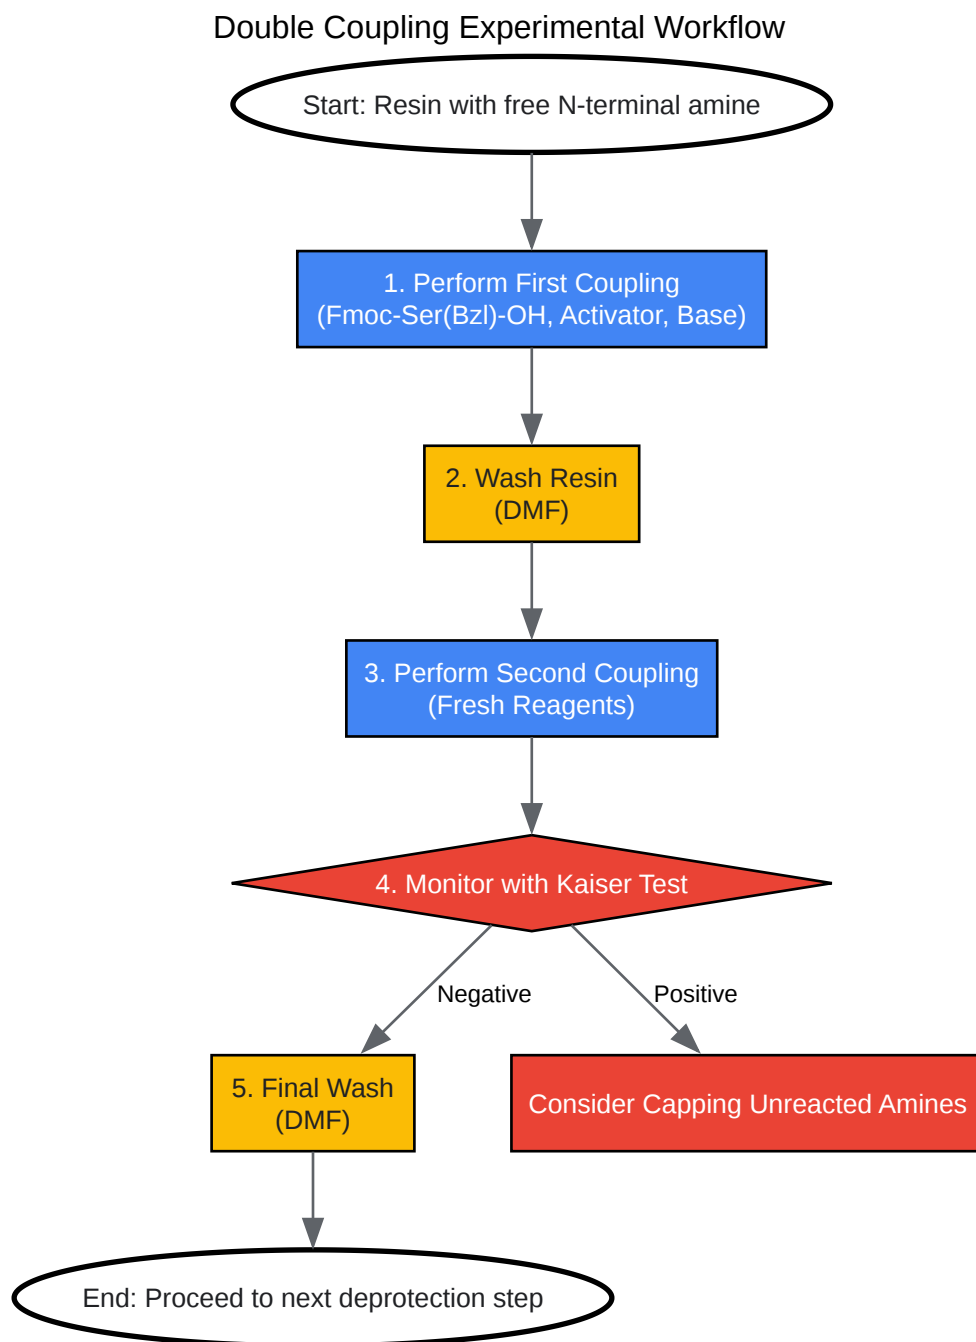 Double Coupling Experimental Workflow
Start: Resin with free N-terminal amine
1. Perform First Coupling
(Fmoc-Ser(Bzl)-OH, Activator, Base)
2. Wash Resin
(DMF)
3. Perform Second Coupling
(Fresh Reagents)
4. Monitor with Kaiser Test
Negative
Positive
5. Final Wash
(DMF)
Consider Capping Unreacted Amines
End: Proceed to next deprotection step